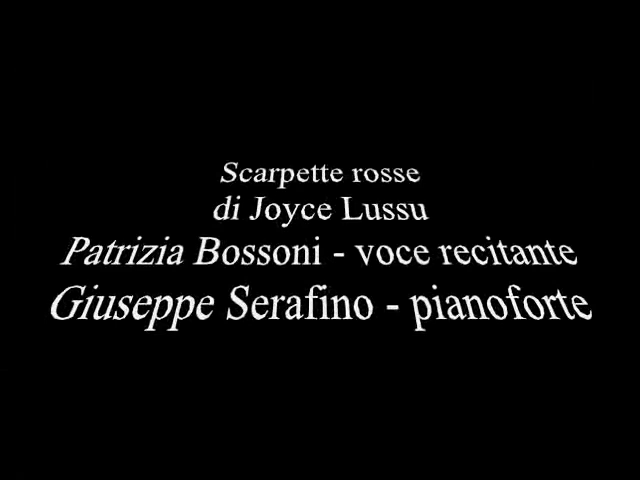 Scarpette rosse
di Joyce Lussu
Patrizia Bossoni - voce recitante
Giuseppe Serafino - pianoforte